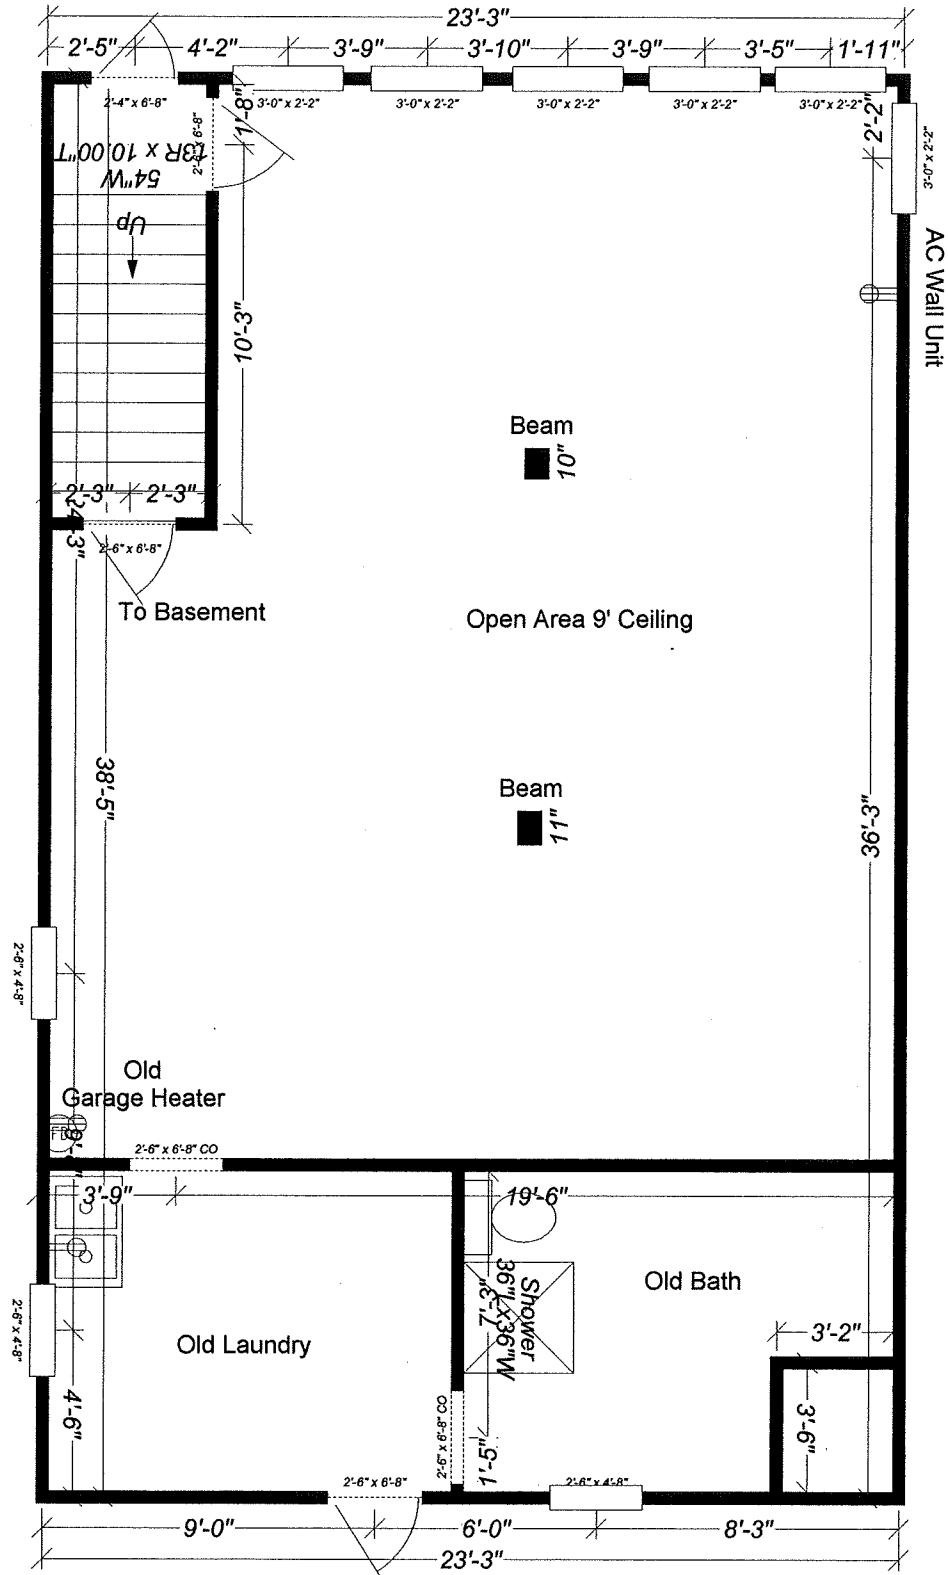 23'-3"
2'-5" 4'-2" 3'-9" 3'-10" 3'-9" 3'-5" 1'-11"
2'-4" x 6'-8"
3'-0" x 2'-2" 3'-0" x 2'-2" 3'-0" x 2'-2" 3'-0" x 2'-2" 3'-0" x 2'-2"
1'-8"
2'-2"
3'-0" x 2'-2"
54"W
13R x 10.00"T
Up
AC Wall Unit
10'-3"
Beam
10"
2'-3" 2'-3"
24'-3"
2'-6" x 6'-8"
To Basement
Open Area 9' Ceiling
38'-5"
Beam
11"
36'-3"
2'-6" x 4'-8"
Old
Garage Heater
2'-6" x 6'-8" CO
3'-9" 19'-6"
Old Bath
Shower
36"L x 36"W
7'-3"
2'-6" x 4'-8"
Old Laundry
3'-2"
4'-6"
3'-6"
2'-6" x 6'-8" CO
1'-5"
2'-6" x 6'-8"
2'-6" x 4'-8"
9'-0" 6'-0" 8'-3"
23'-3"